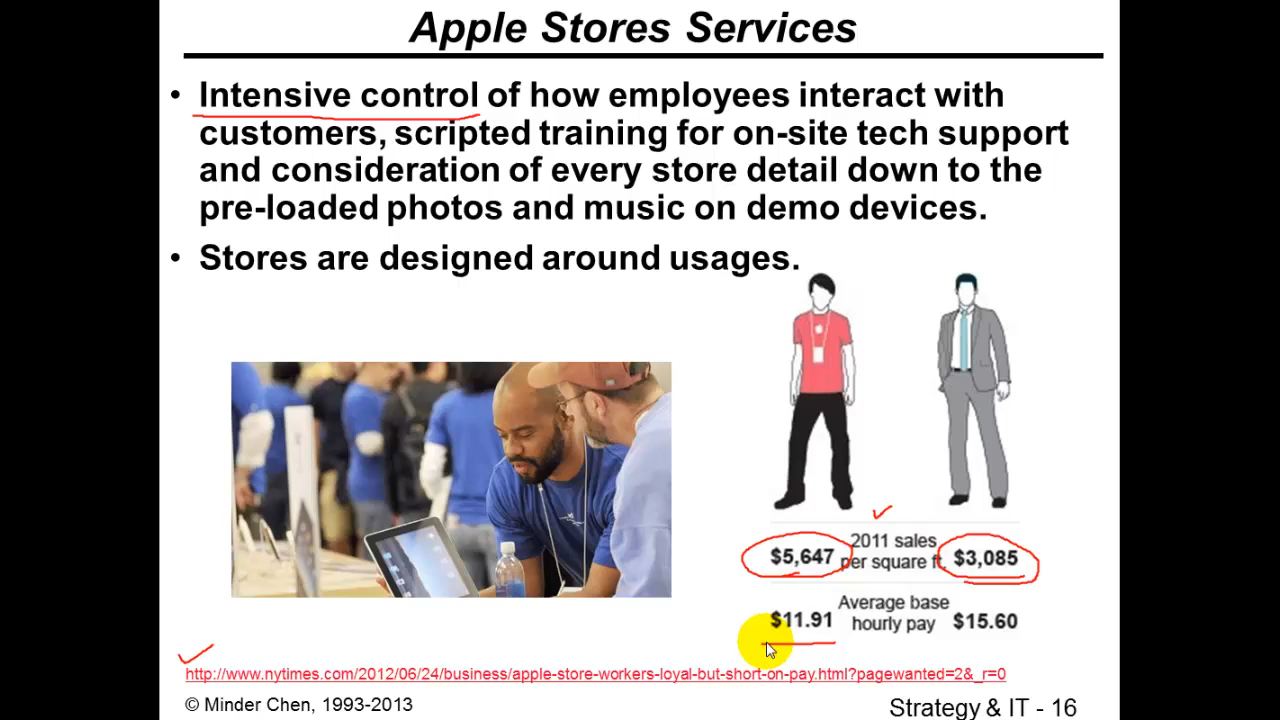 Apple Stores Services
• Intensive control of how employees interact with
customers, scripted training for on-site tech support
and consideration of every store detail down to the
pre-loaded photos and music on demo devices.
• Stores are designed around usages.
2011 sales
$5,647 per square ft. $3,085
Average base
$11.91 hourly pay $15.60
http://www.nytimes.com/2012/06/24/business/apple-store-workers-loyal-but-short-on-pay.html?pagewanted=2&_r=0
© Minder Chen, 1993-2013
Strategy & IT - 16